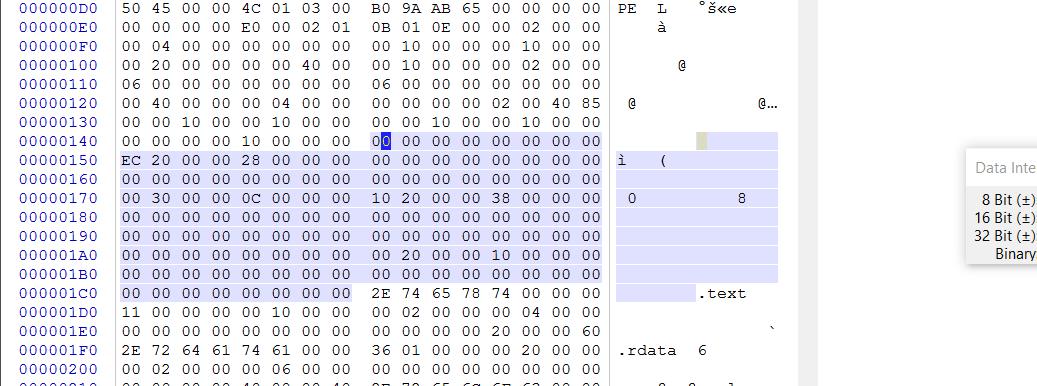 000000D0 50 45 00 00 4C 01 03 00 B0 9A AB 65 00 00 00 00 PE L °š«e
000000E0 00 00 00 00 E0 00 02 01 0B 01 0E 00 00 02 00 00 à
000000F0 00 04 00 00 00 00 00 00 00 10 00 00 00 10 00 00
00000100 00 20 00 00 00 00 40 00 00 10 00 00 00 02 00 00 @
00000110 06 00 00 00 00 00 00 00 06 00 00 00 00 00 00 00
00000120 00 40 00 00 00 04 00 00 00 00 00 00 02 00 40 85 @ @…
00000130 00 00 10 00 00 10 00 00 00 00 10 00 00 10 00 00
00000140 00 00 00 00 10 00 00 00 00 00 00 00 00 00 00 00
00000150 EC 20 00 00 28 00 00 00 00 00 00 00 00 00 00 00 ì (
00000160 00 00 00 00 00 00 00 00 00 00 00 00 00 00 00 00
00000170 00 30 00 00 0C 00 00 00 10 20 00 00 38 00 00 00 0 8
00000180 00 00 00 00 00 00 00 00 00 00 00 00 00 00 00 00
00000190 00 00 00 00 00 00 00 00 00 00 00 00 00 00 00 00
000001A0 00 00 00 00 00 00 00 00 00 20 00 00 10 00 00 00
000001B0 00 00 00 00 00 00 00 00 00 00 00 00 00 00 00 00
000001C0 00 00 00 00 00 00 00 00 2E 74 65 78 74 00 00 00 .text
000001D0 11 00 00 00 00 10 00 00 00 02 00 00 00 04 00 00
000001E0 00 00 00 00 00 00 00 00 00 00 00 00 20 00 00 60 `
000001F0 2E 72 64 61 74 61 00 00 36 01 00 00 00 20 00 00 .rdata 6
00000200 00 02 00 00 00 06 00 00 00 00 00 00 00 00 00 00
Data Inte
8 Bit (±):
16 Bit (±):
32 Bit (±):
Binary: